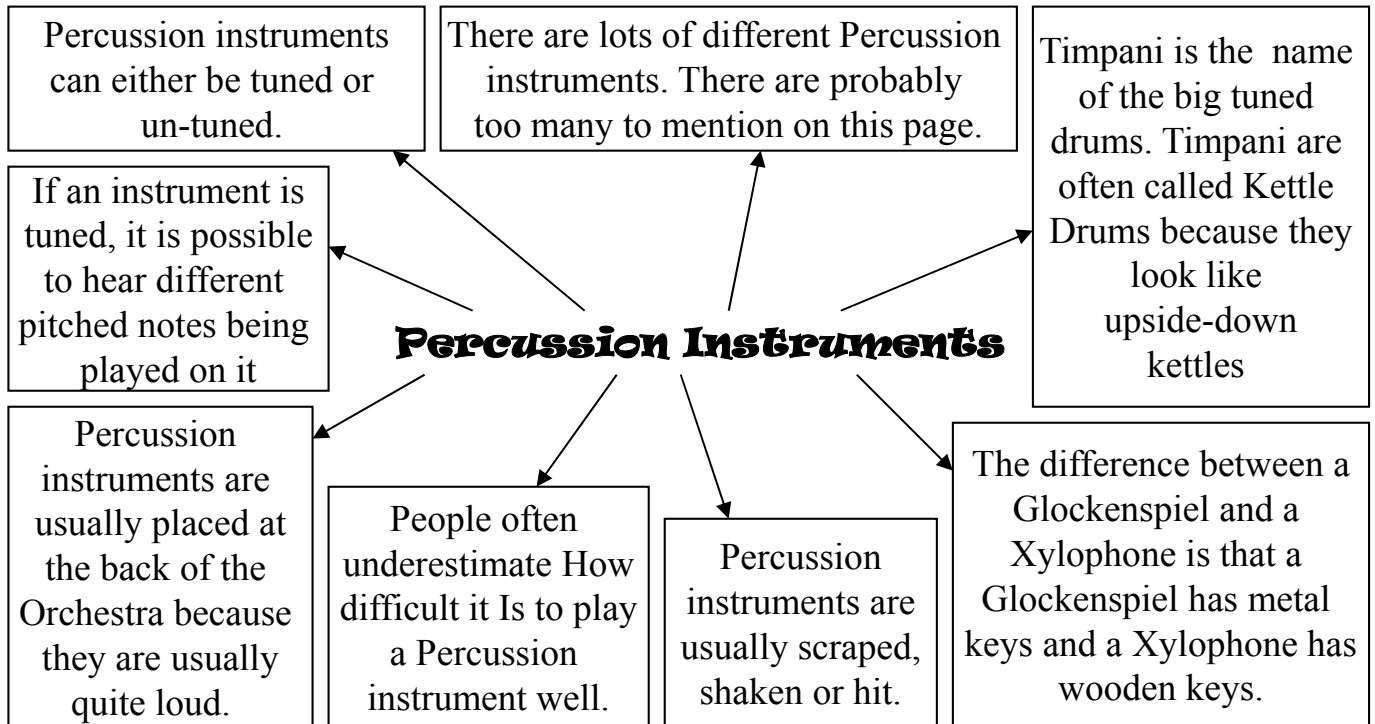 Percussion instruments
can either be tuned or
un-tuned.
There are lots of different Percussion
instruments. There are probably
too many to mention on this page.
Timpani is the name
of the big tuned
drums. Timpani are
often called Kettle
Drums because they
look like
upside-down
kettles
If an instrument is
tuned, it is possible
to hear different
pitched notes being
played on it
Percussion Instruments
Percussion
instruments are
usually placed at
the back of the
Orchestra because
they are usually
quite loud.
People often
underestimate How
difficult it Is to play
a Percussion
instrument well.
Percussion
instruments are
usually scraped,
shaken or hit.
The difference between a
Glockenspiel and a
Xylophone is that a
Glockenspiel has metal
keys and a Xylophone has
wooden keys.